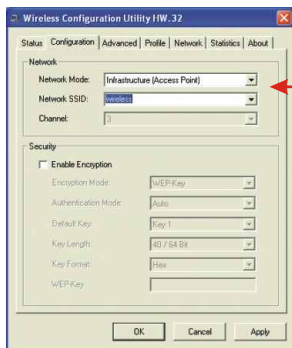 Wireless Configuration Utility HW.32
Status Configuration Advanced Profile Network Statistics About
Network
Network Mode: Infrastructure (Access Point)
Network SSID: wireless
Channel: 3
Security
Enable Encryption
Encryption Mode: WEP-Key
Authentication Mode: Auto
Default Key: Key 1
Key Length: 40 / 64 Bit
Key Format: Hex
WEP-Key
OK Cancel Apply